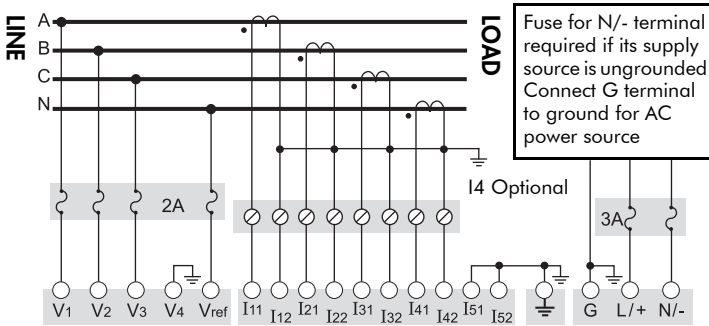 LINE
A
B
C
N
LOAD
Fuse for N/- terminal
required if its supply
source is ungrounded
Connect G terminal
to ground for AC
power source
I4 Optional
2A
3A
V1 V2 V3 V4 Vref I11 I12 I21 I22 I31 I32 I41 I42 I51 I52 G L/+ N/-